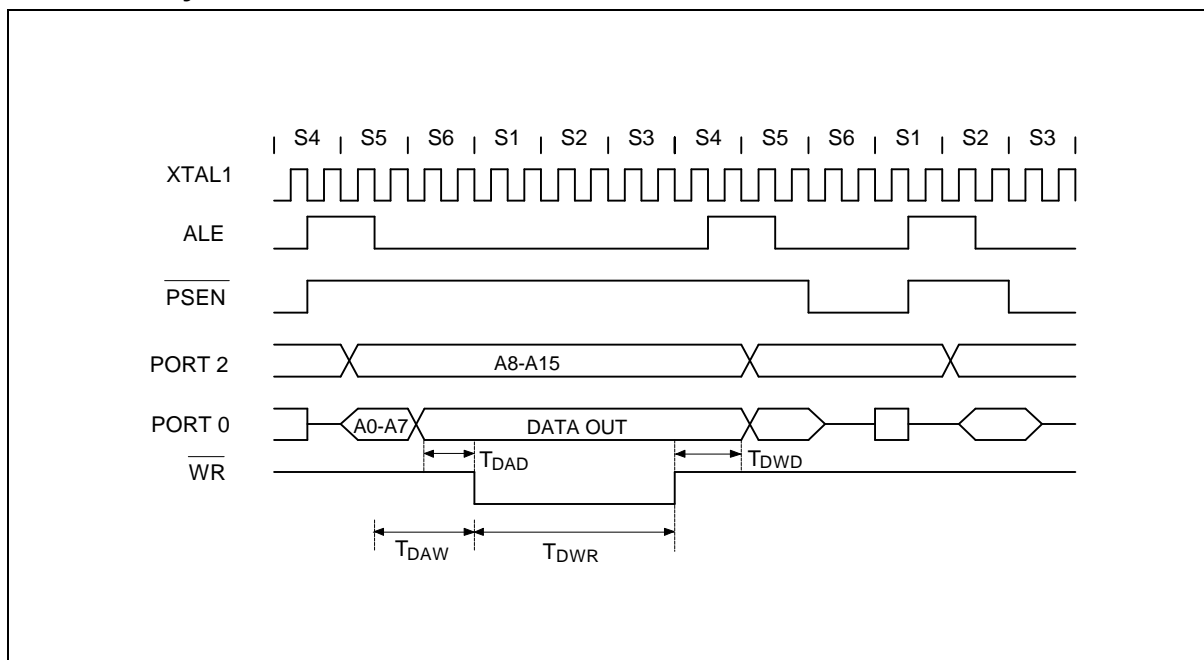 S4 S5 S6 S1 S2 S3 S4 S5 S6 S1 S2 S3
XTAL1
ALE
PSEN
PORT 2 A8-A15
PORT 0 A0-A7 DATA OUT
WR TDAD TDWD
TDAW TDWR